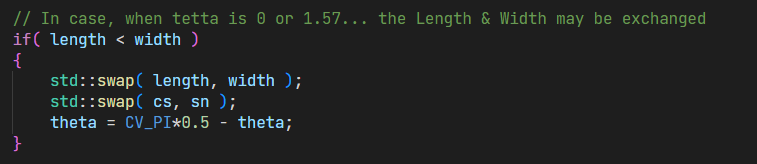 // In case, when tetta is 0 or 1.57... the Length & Width may be exchanged
if( length < width )
{
    std::swap( length, width );
    std::swap( cs, sn );
    theta = CV_PI*0.5 - theta;
}